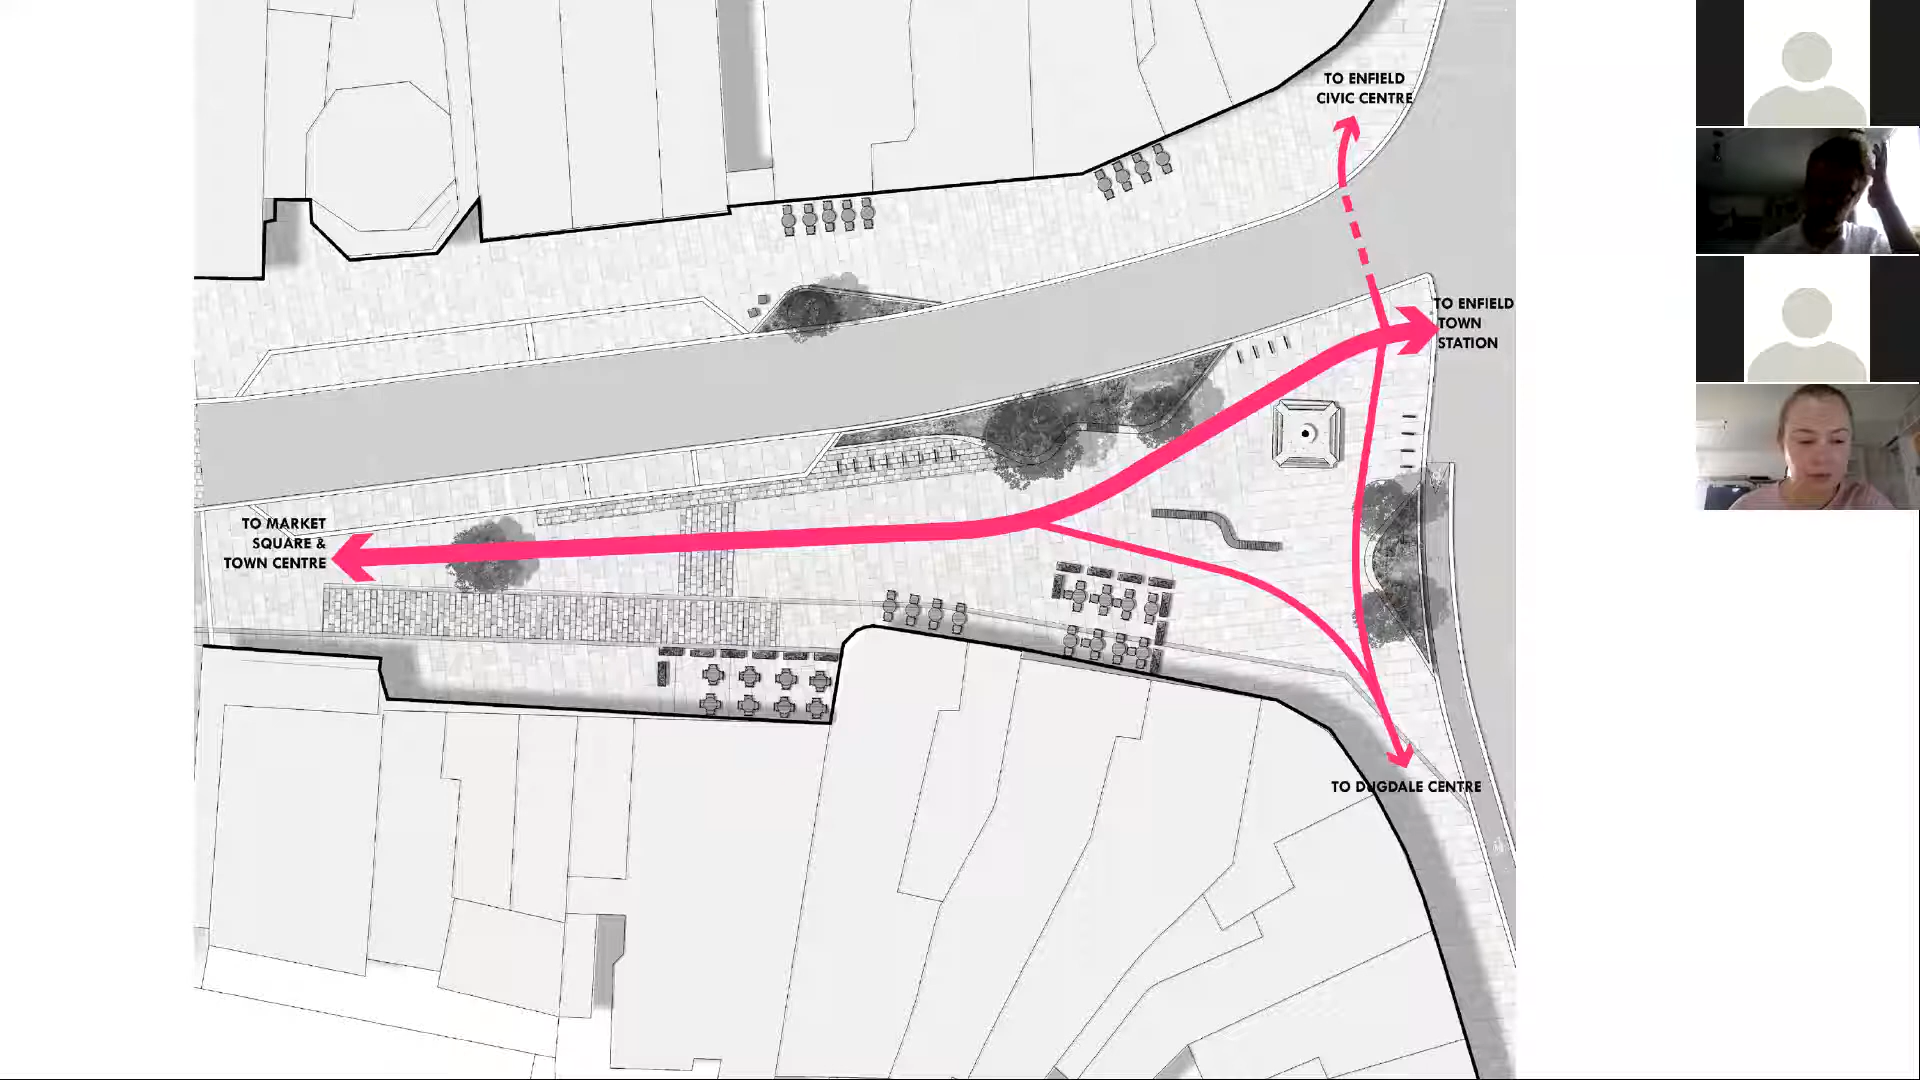 TO ENFIELD
CIVIC CENTRE
TO ENFIELD
TOWN
STATION
TO MARKET
SQUARE &
TOWN CENTRE
TO DUGDALE CENTRE